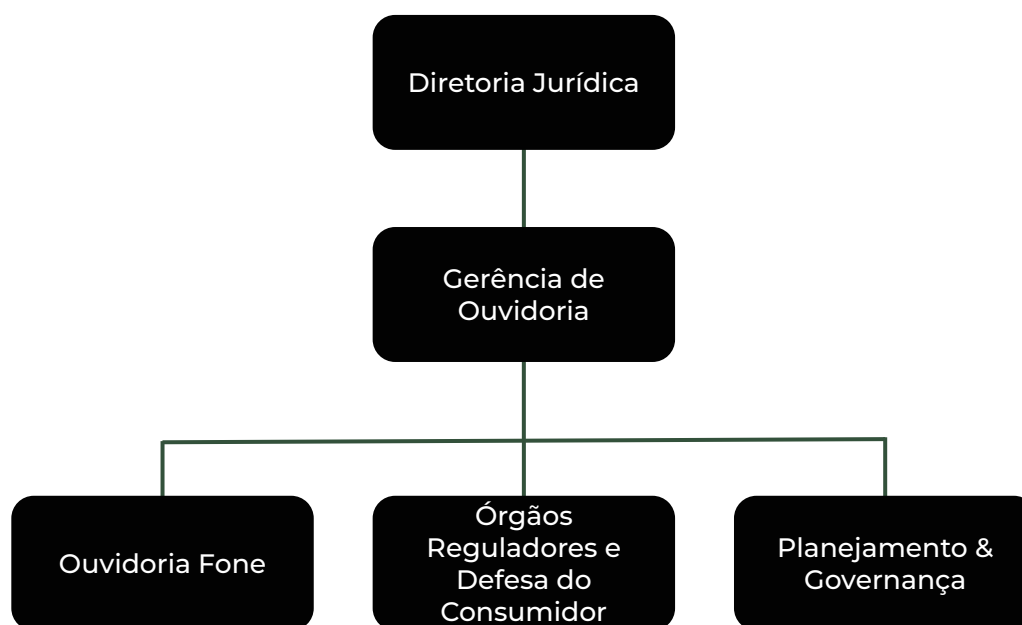 Diretoria Jurídica
Gerência de
Ouvidoria
Ouvidoria Fone
Órgãos
Reguladores e
Defesa do
Consumidor
Planejamento &
Governança